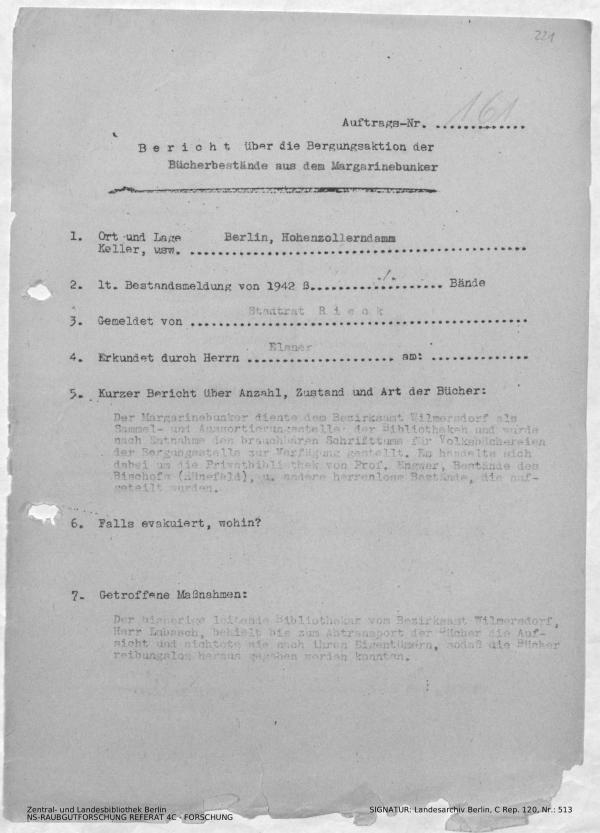 221
Auftrags-Nr. 161
Bericht über die Bergungsaktion der
Bücherbestände aus dem Margarinebunker
1. Ort und Lage Berlin, Hohenzollerndamm
Keller, usw.
2. lt. Bestandsmeldung von 1942 ß ./. Bände
3. Gemeldet von Stadtrat Rieck
4. Erkundet durch Herrn Elsner am:
5. Kurzer Bericht über Anzahl, Zustand und Art der Bücher:
Der Margarinebunker diente dem Bezirksamt Wilmersdorf als
Sammel- und Aussortierungsstelle der Bibliotheken und wurde
nach Entnahme des brauchbaren Schrifttums für Volksbüchereien
der Bergungsstelle zur Verfügung gestellt. Es handelte sich
dabei um die Privatbibliothek von Prof. Engwer, Bestände des
Bischofs (Hünefeld), u. andere herrenlose Bestände, die auf-
geteilt wurden.
6. Falls evakuiert, wohin?
7. Getroffene Maßnahmen:
Der bisherige leitende Bibliothekar vom Bezirksamt Wilmersdorf,
Herr Lubasch, behielt bis zum Abtransport der Bücher die Auf-
sicht und sichtete sie nach ihren Eigentümern, sodaß die Bücher
reibungslos heraus gegeben werden konnten.
Zentral- und Landesbibliothek Berlin
NS-RAUBGUTFORSCHUNG REFERAT 4C - FORSCHUNG
SIGNATUR: Landesarchiv Berlin, C Rep. 120, Nr.: 513